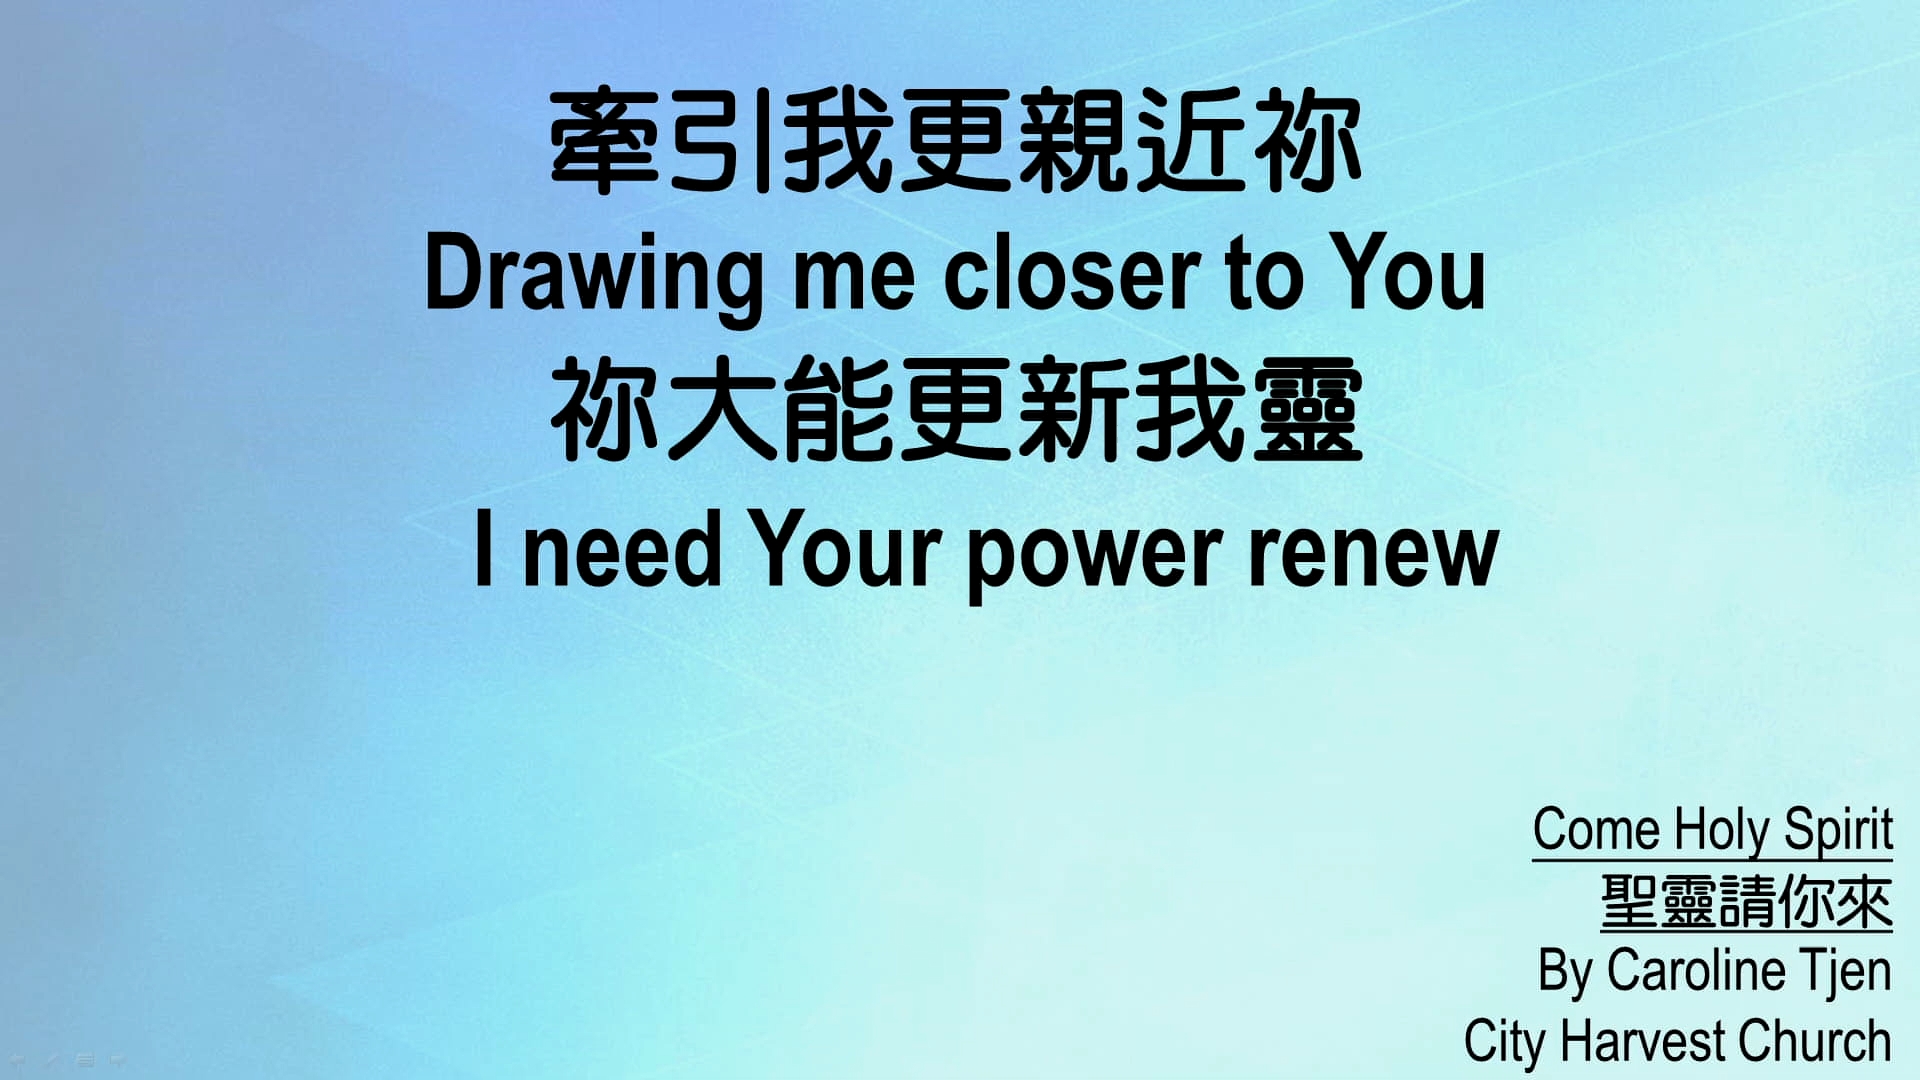 牽引我更親近祢
Drawing me closer to You
祢大能更新我靈
I need Your power renew
Come Holy Spirit
聖靈請你來
By Caroline Tjen
City Harvest Church